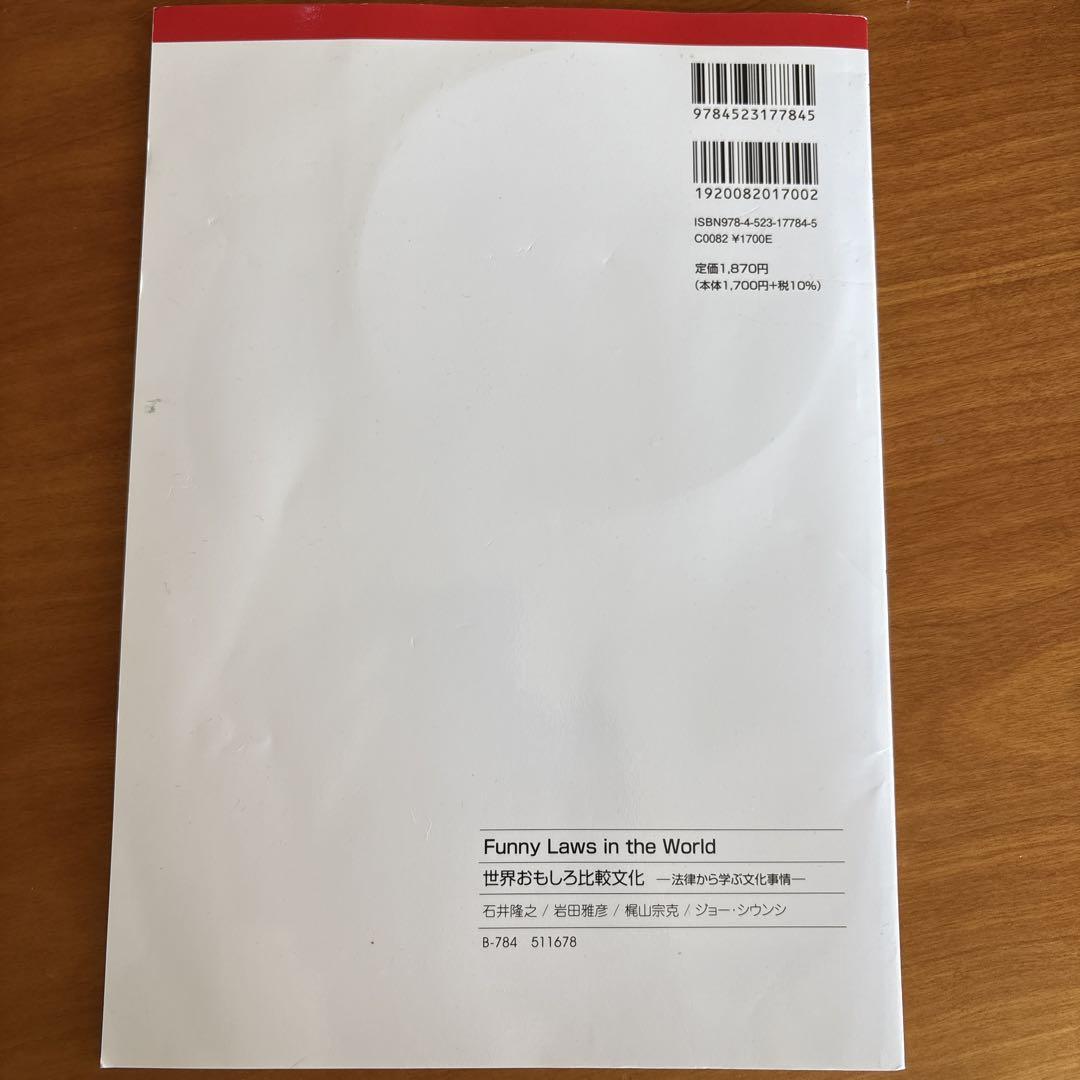 9784523177845
1920082017002
ISBN978-4-523-17784-5
C0082 ¥1700E
定価1,870円
(本体1,700円+税10%)
Funny Laws in the World
世界おもしろ比較文化 ―法律から学ぶ文化事情―
石井隆之 / 岩田雅彦 / 梶山宗克 / ジョー・シウンシ
B-784 511678